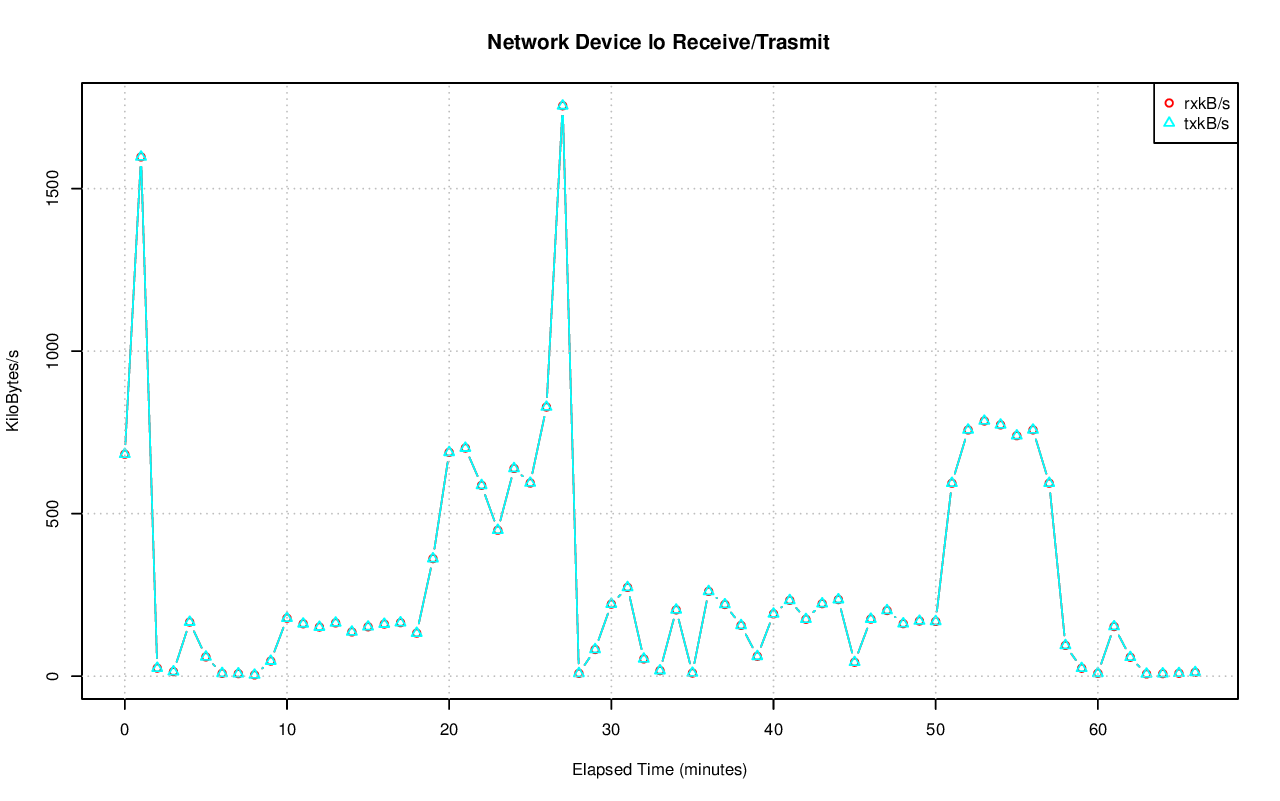 Network Device lo Receive/Trasmit
rxkB/s
txkB/s
KiloBytes/s
1500
1000
500
0
0 10 20 30 40 50 60
Elapsed Time (minutes)